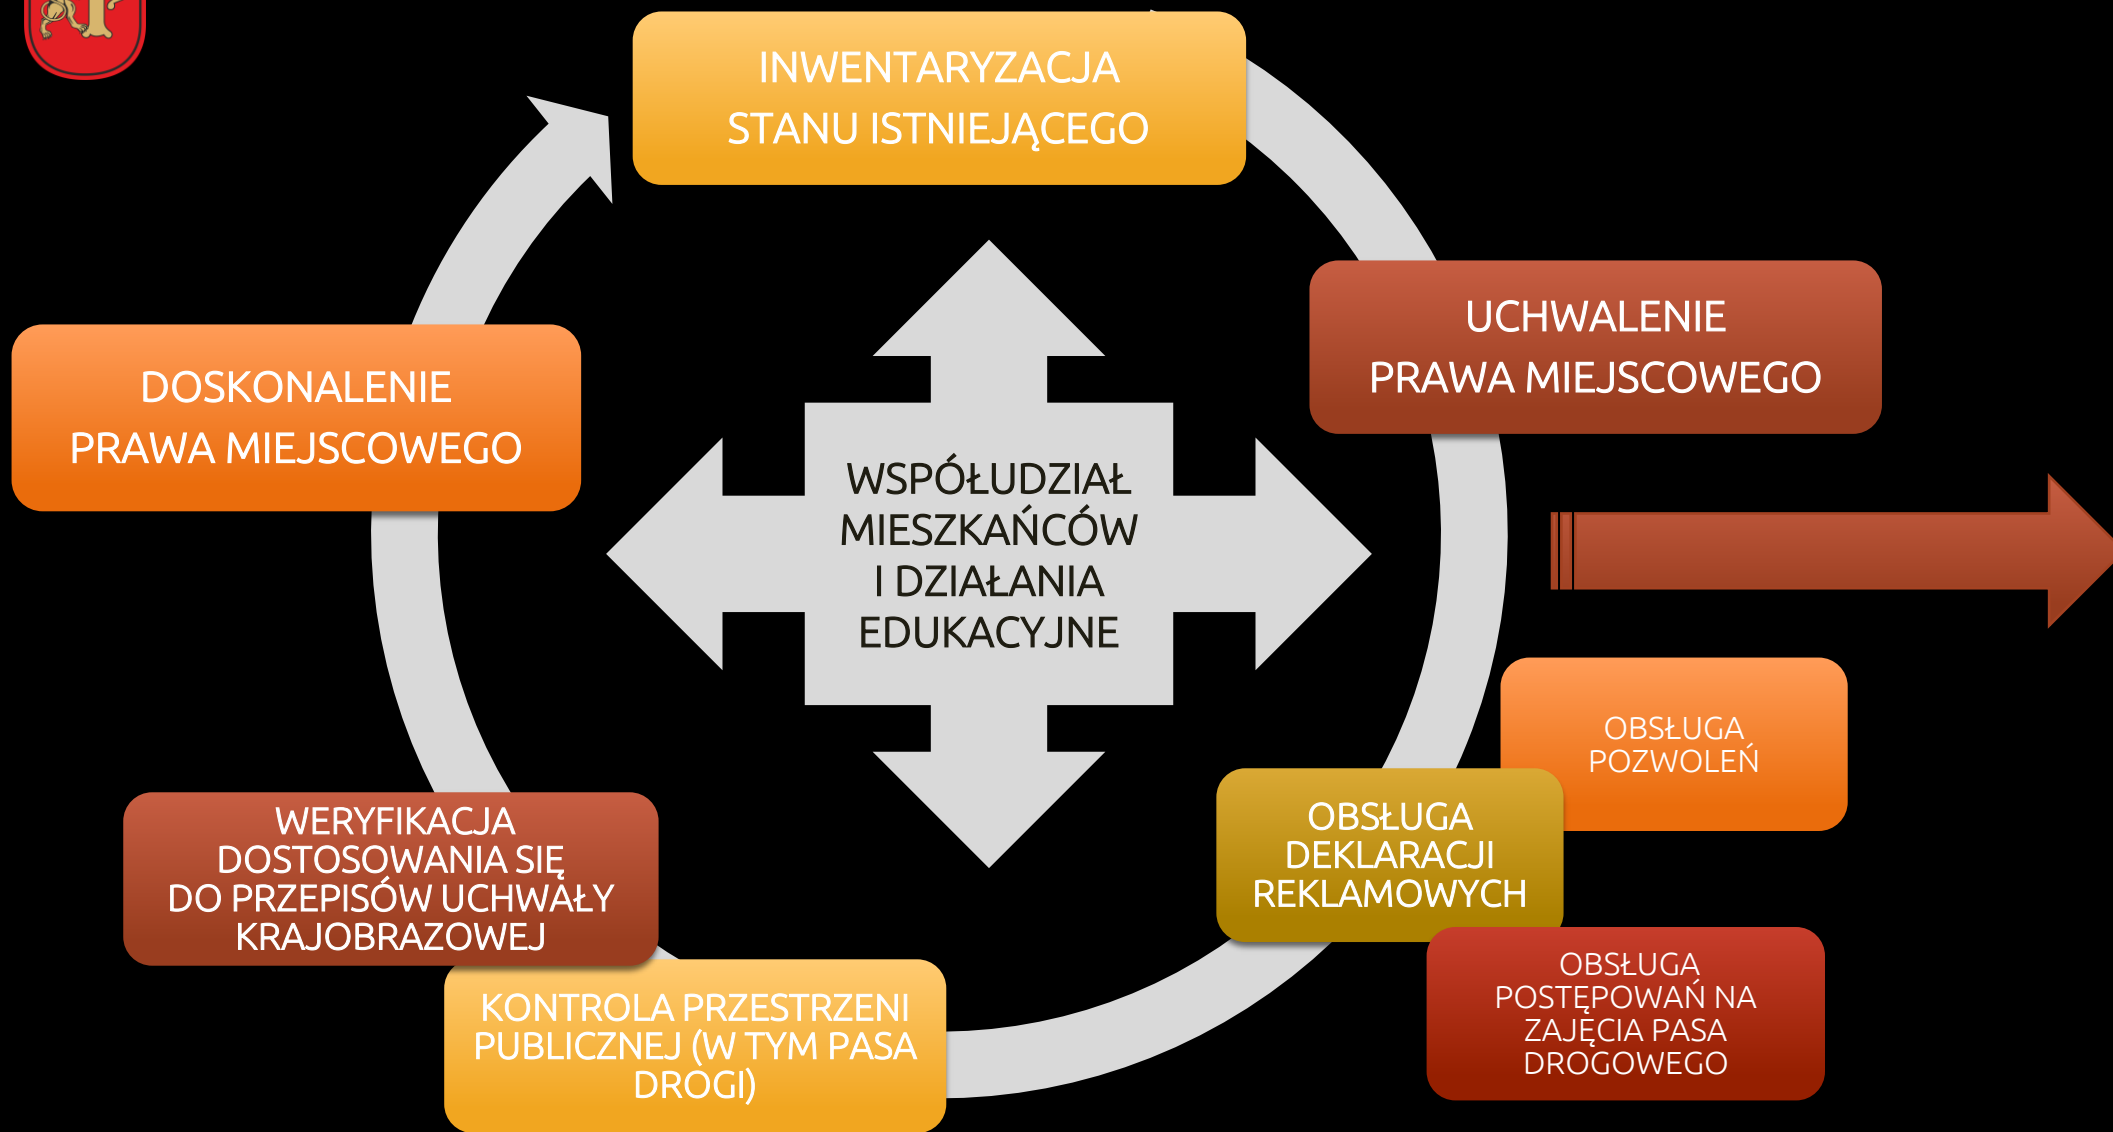 INWENTARYZACJA
STANU ISTNIEJĄCEGO
UCHWALENIE
PRAWA MIEJSCOWEGO
DOSKONALENIE
PRAWA MIEJSCOWEGO
WSPÓŁUDZIAŁ
MIESZKAŃCÓW
I DZIAŁANIA
EDUKACYJNE
OBSŁUGA
POZWOLEŃ
OBSŁUGA
DEKLARACJI
REKLAMOWYCH
OBSŁUGA
POSTĘPOWAŃ NA
ZAJĘCIA PASA
DROGOWEGO
WERYFIKACJA
DOSTOSOWANIA SIĘ
DO PRZEPISÓW UCHWAŁY
KRAJOBRAZOWEJ
KONTROLA PRZESTRZENI
PUBLICZNEJ (W TYM PASA
DROGI)